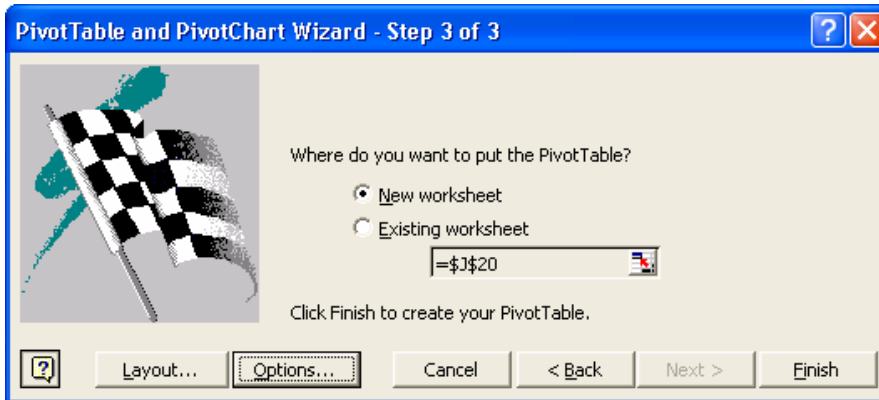 PivotTable and PivotChart Wizard - Step 3 of 3
?
Where do you want to put the PivotTable?
New worksheet
Existing worksheet
=$J$20
Click Finish to create your PivotTable.
? Layout... Options... Cancel < Back Next > Finish